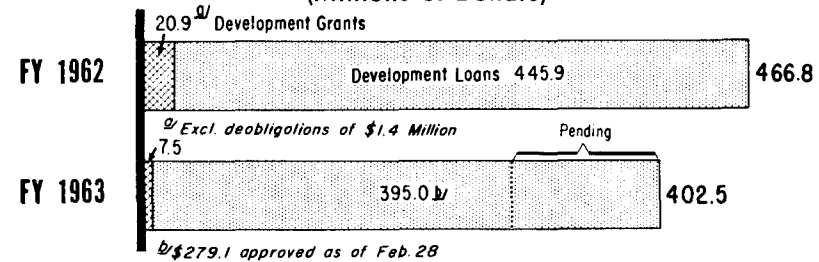 (Millions of Dollars)
20.9 a/ Development Grants
FY 1962
Development Loans 445.9
466.8
a/ Excl. deobligations of $1.4 Million
Pending
7.5
FY 1963
395.0 b/
402.5
b/ $279.1 approved as of Feb. 28